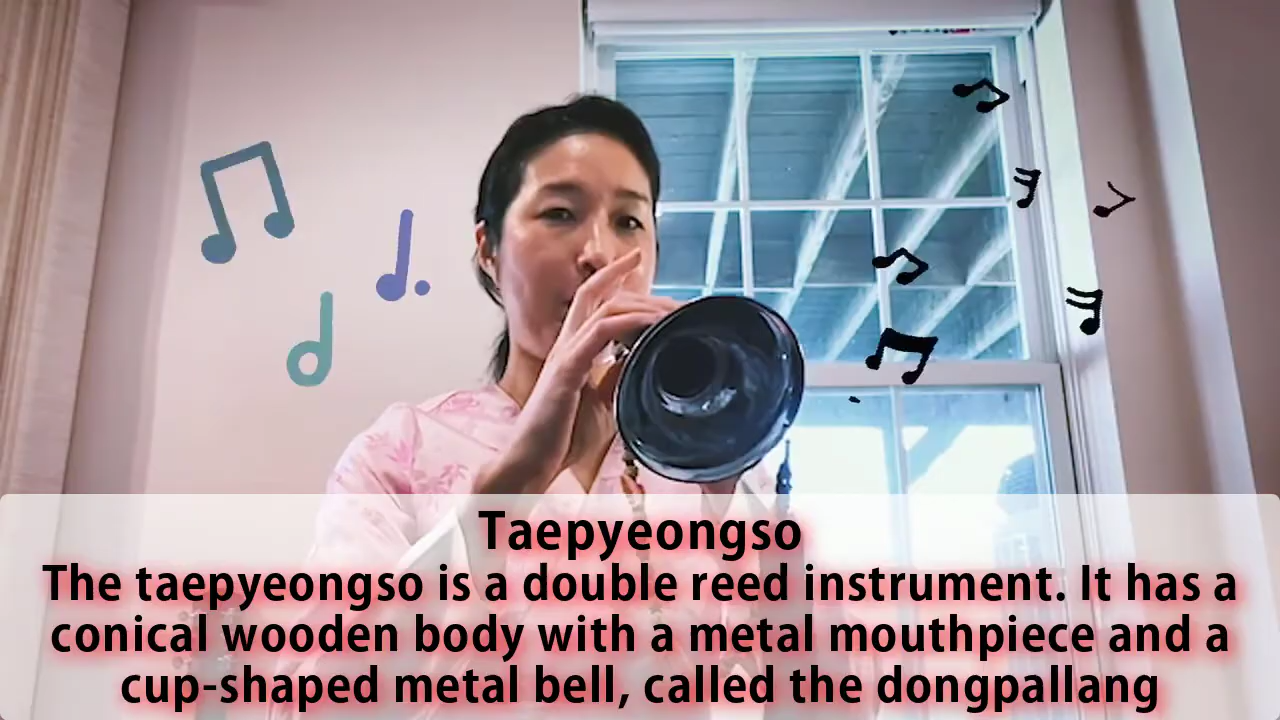 Taepyeongso
The taepyeongso is a double reed instrument. It has a
conical wooden body with a metal mouthpiece and a
cup-shaped metal bell, called the dongpallang